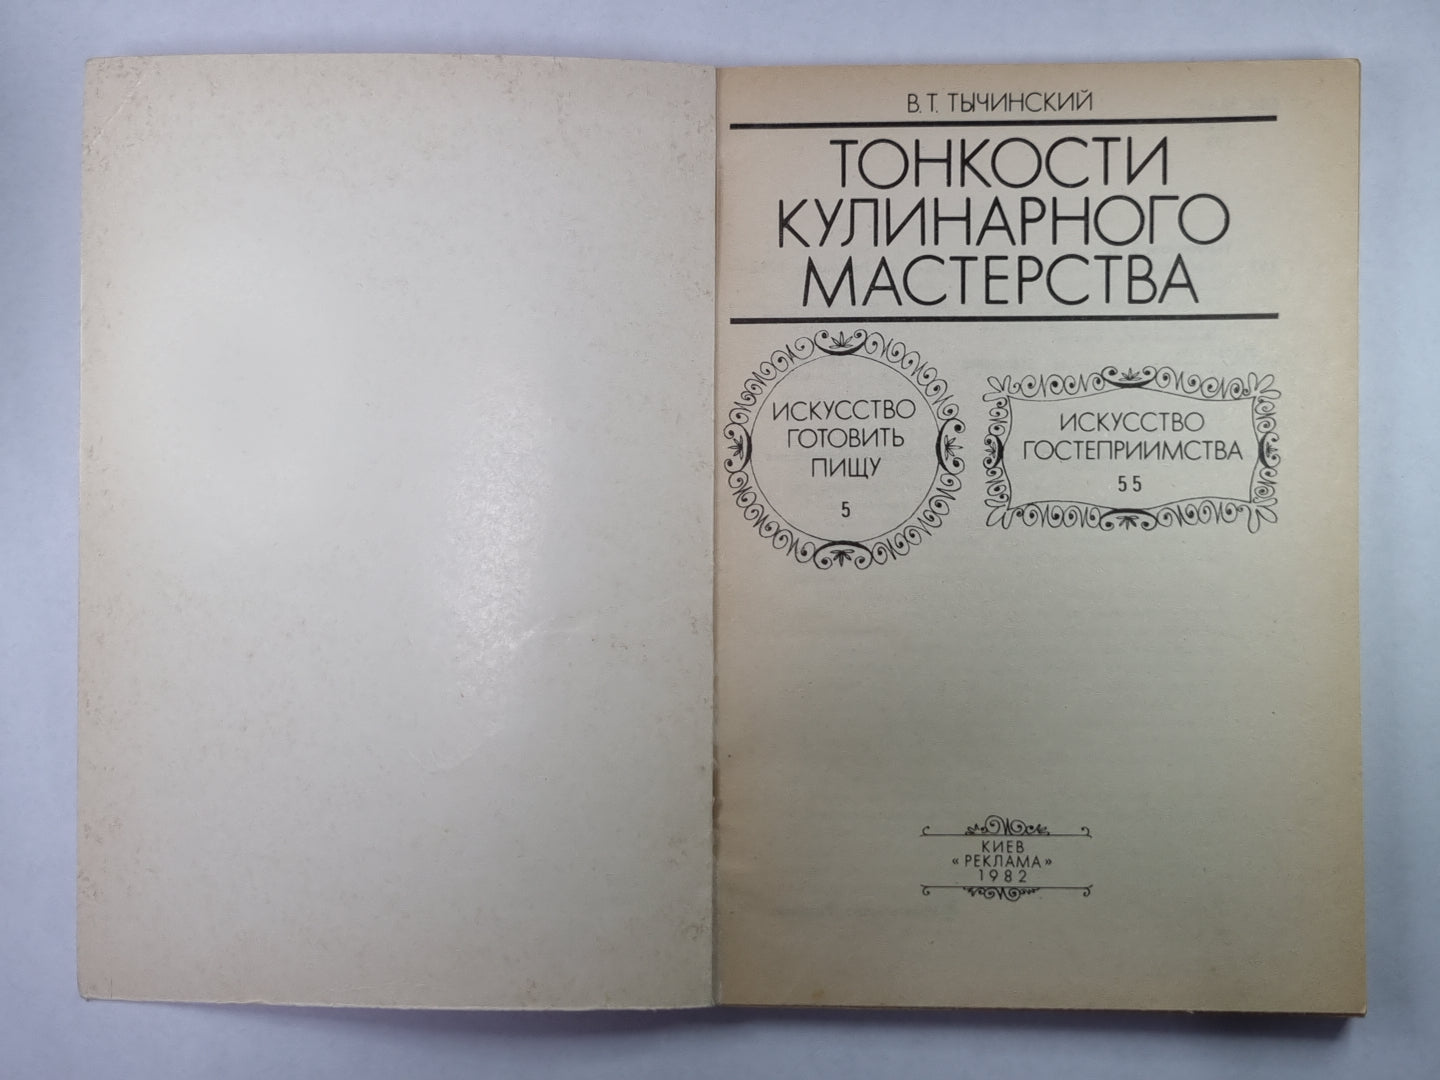 В. Т. ТЫЧИНСКИЙ
ТОНКОСТИ
КУЛИНАРНОГО
МАСТЕРСТВА
ИСКУССТВО
ГОТОВИТЬ
ПИЩУ
5
ИСКУССТВО
ГОСТЕПРИИМСТВА
55
КИЕВ
«РЕКЛАМА»
1982